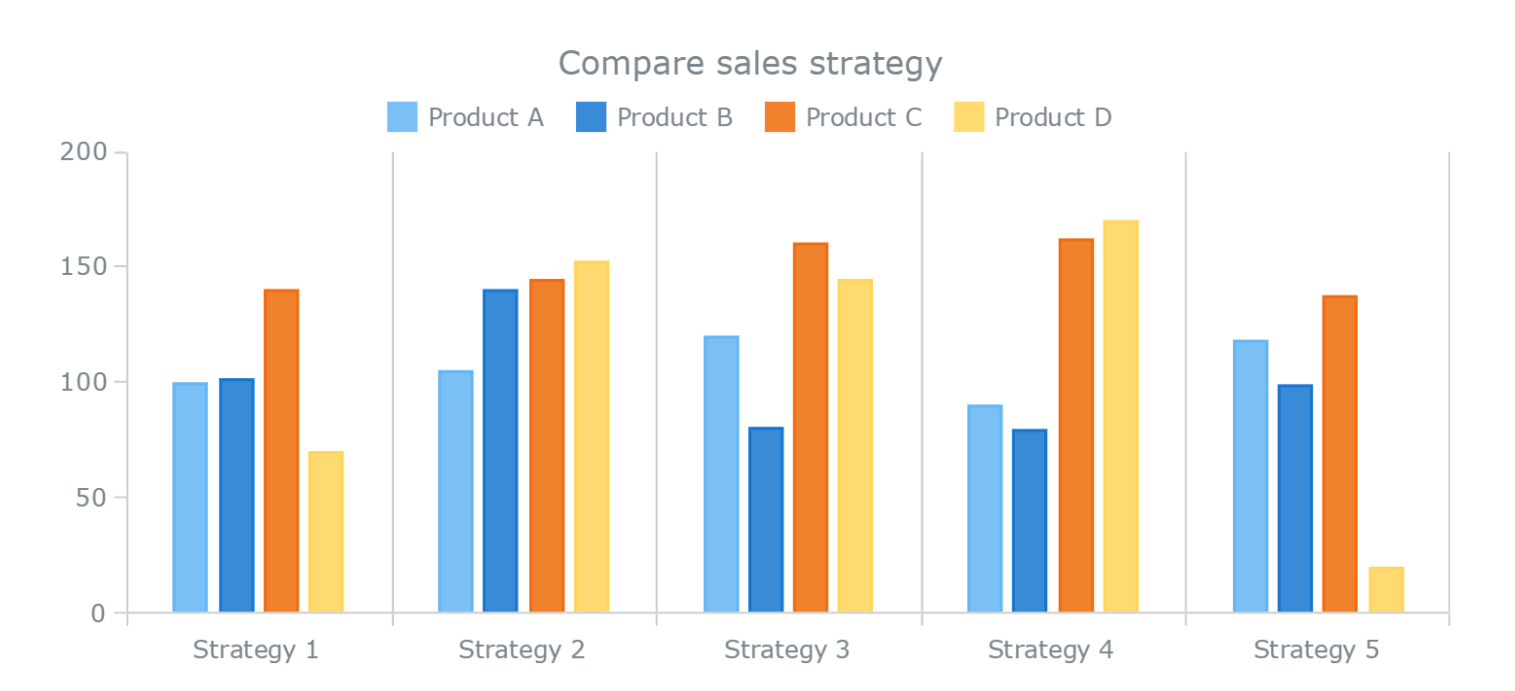 Compare sales strategy
Product A Product B Product C Product D
200
150
100
50
0
Strategy 1 Strategy 2 Strategy 3 Strategy 4 Strategy 5